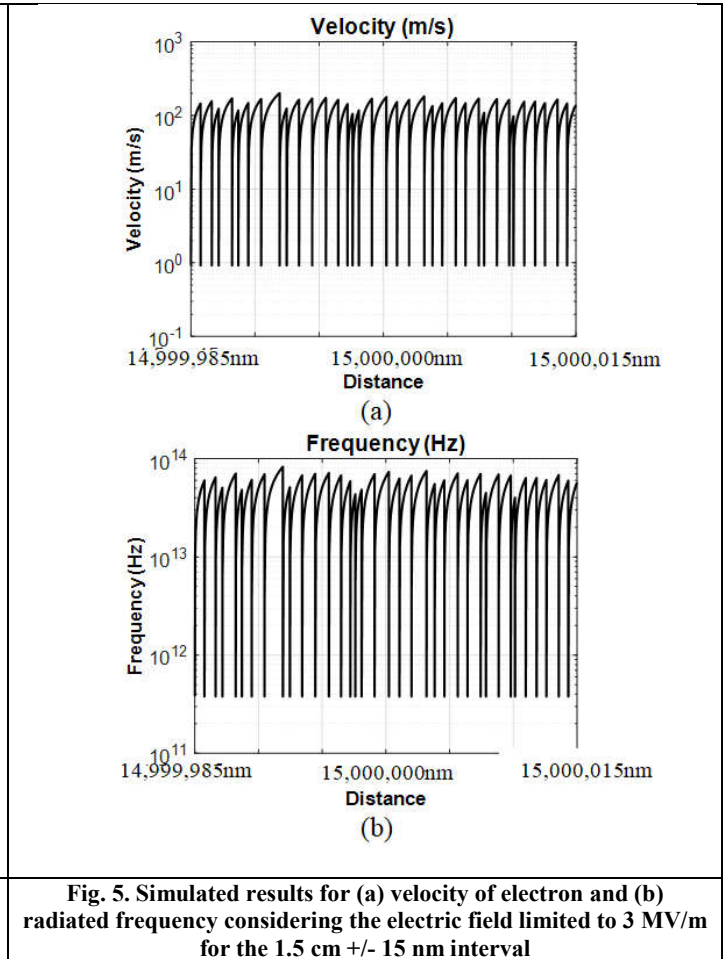 Velocity (m/s)
10³
10²
10¹
10⁰
10⁻¹
Velocity (m/s)
14,999,985nm 15,000,000nm 15,000,015nm
Distance
(a)
Frequency (Hz)
10¹⁴
10¹³
10¹²
10¹¹
Frequency (Hz)
14,999,985nm 15,000,000nm 15,000,015nm
Distance
(b)
Fig. 5. Simulated results for (a) velocity of electron and (b)
radiated frequency considering the electric field limited to 3 MV/m
for the 1.5 cm +/- 15 nm interval